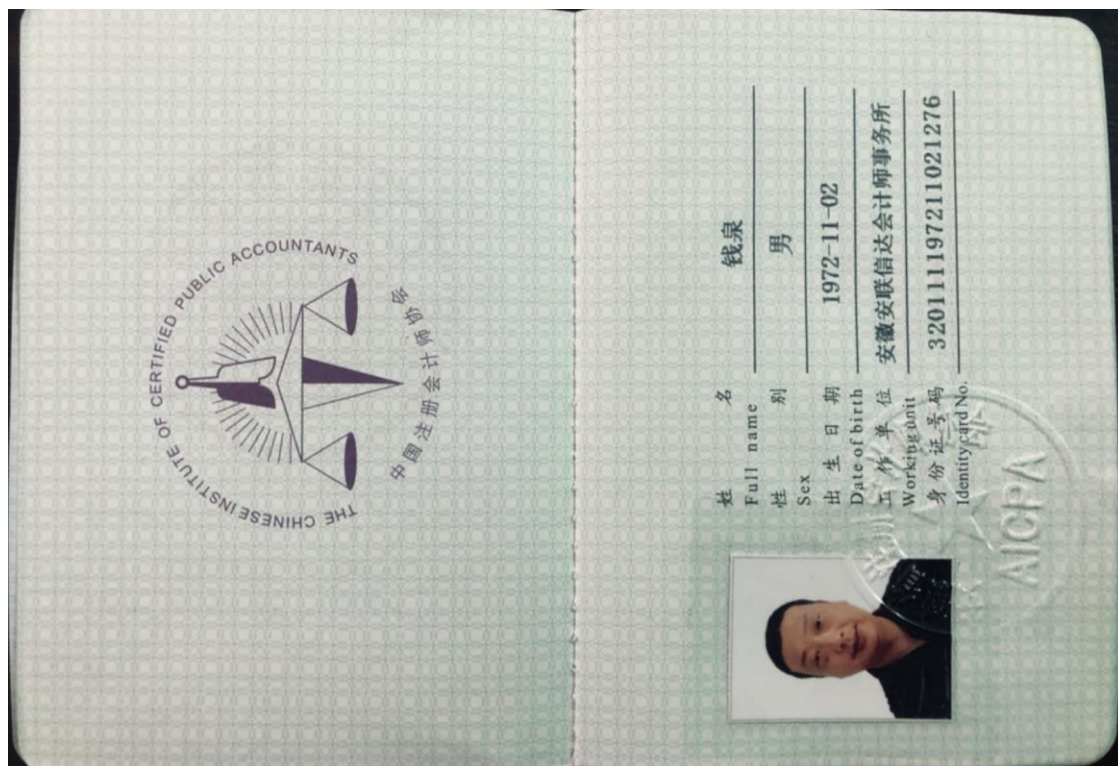 THE CHINESE INSTITUTE OF CERTIFIED PUBLIC ACCOUNTANTS
中国注册会计师协会
姓名 钱泉
Full name
性别 男
Sex
出生日期 1972-11-02
Date of birth
工作单位 安徽安联信达会计师事务所
Working unit
身份证号码 320111197211021276
Identity card No.
AICPA